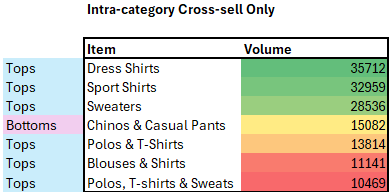 Intra-category Cross-sell Only
Item Volume
Tops Dress Shirts 35712
Tops Sport Shirts 32959
Tops Sweaters 28536
Bottoms Chinos & Casual Pants 15082
Tops Polos & T-Shirts 13814
Tops Blouses & Shirts 11141
Tops Polos, T-shirts & Sweats 10469